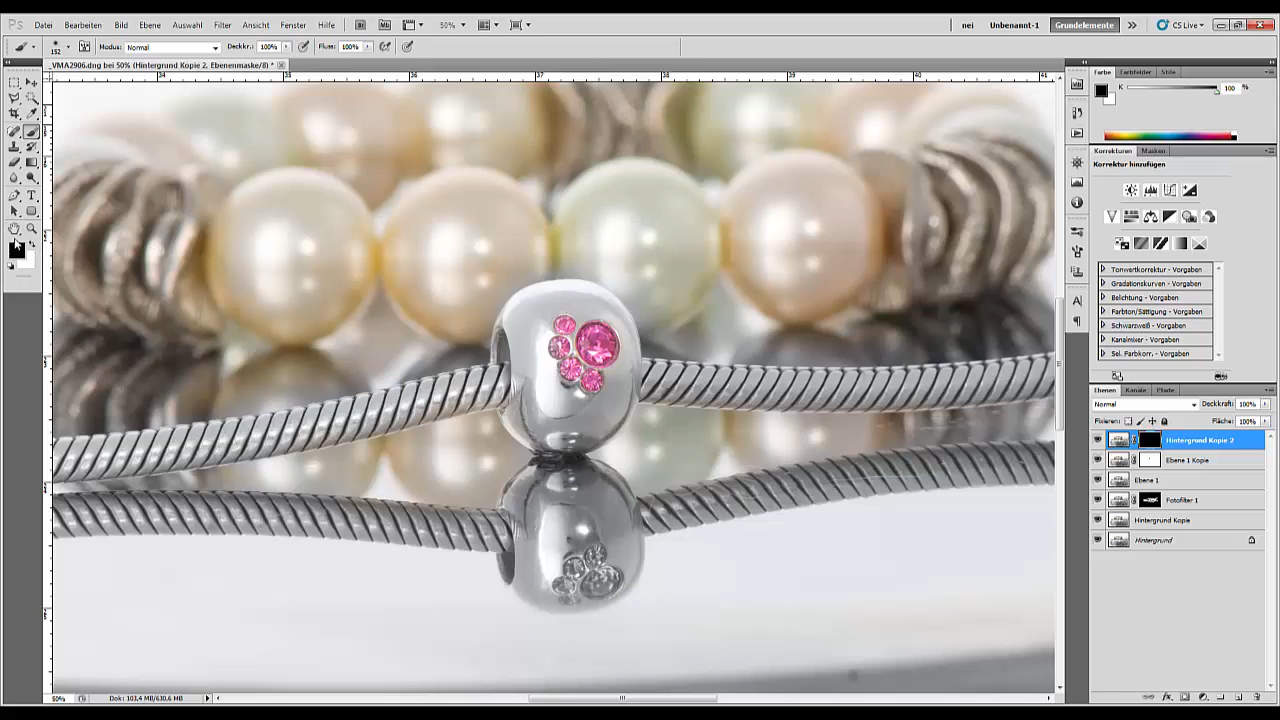 Ps Datei Bearbeiten Bild Ebene Auswahl Filter Ansicht Fenster Hilfe Br Mb 50% nei Unbenannt-1 Grundelemente CS Live
152 Modus: Normal Deckkr.: 100% Fluss: 100%
_VMA2906.dng bei 50% (Hintergrund Kopie 2, Ebenenmaske/8) *
34 35 36 37 38 39 40 41
Farbe Farbfelder Stile
K 100 %
Korrekturen Masken
Korrektur hinzufügen
Tonwertkorrektur - Vorgaben
Gradationskurven - Vorgaben
Belichtung - Vorgaben
Farbton/Sättigung - Vorgaben
Schwarzweiß - Vorgaben
Kanalmixer - Vorgaben
Sel. Farbkorr. - Vorgaben
Ebenen Kanäle Pfade
Normal Deckkraft: 100%
Fixieren: Fläche: 100%
Hintergrund Kopie 2
Ebene 1 Kopie
Ebene 1
Fotofilter 1
Hintergrund Kopie
Hintergrund
50% Dok: 103,4 MB/630,6 MB